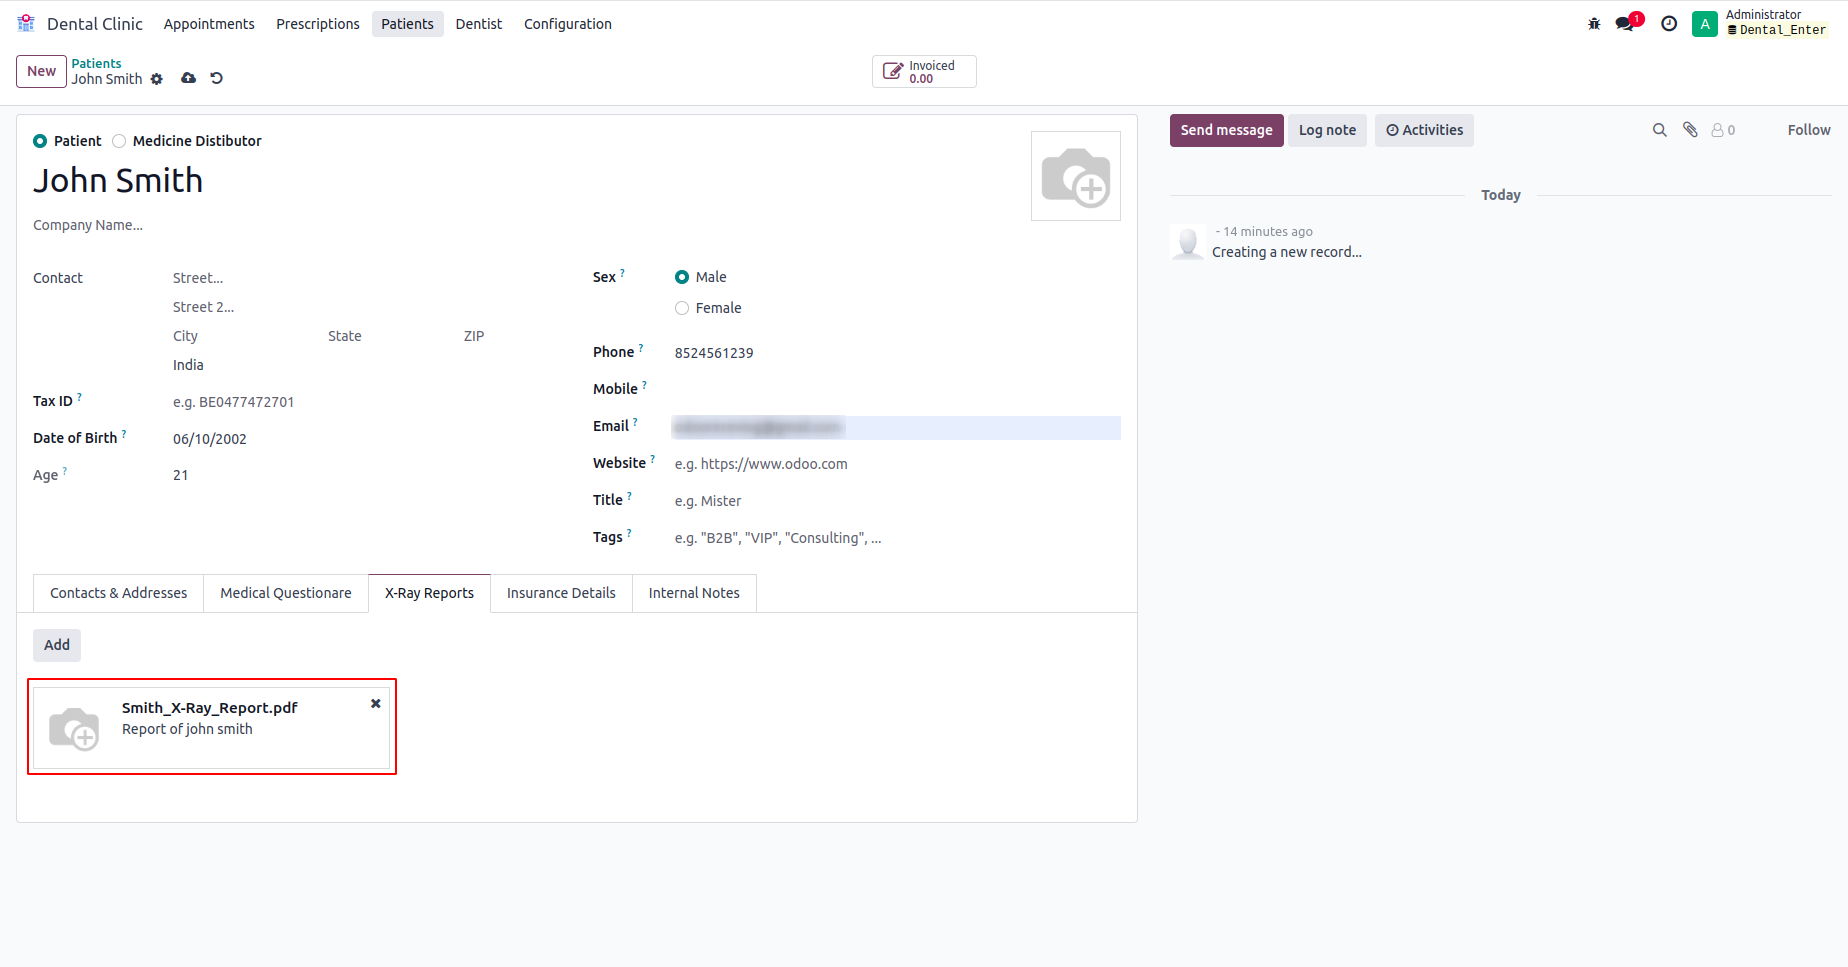 Dental Clinic Appointments Prescriptions Patients Dentist Configuration 1 A Administrator
Dental_Enter
New Patients
John Smith
Invoiced
0.00
Patient Medicine Distibutor
John Smith
Company Name...
Contact Street...
Street 2...
City State ZIP
India
Tax ID ? e.g. BE0477472701
Date of Birth ? 06/10/2002
Age ? 21
Sex ? Male
Female
Phone ? 8524561239
Mobile ?
Email ?
Website ? e.g. https://www.odoo.com
Title ? e.g. Mister
Tags ? e.g. "B2B", "VIP", "Consulting", ...
Contacts & Addresses Medical Questionare X-Ray Reports Insurance Details Internal Notes
Add
Smith_X-Ray_Report.pdf
Report of john smith
Send message Log note Activities 0 Follow
Today
- 14 minutes ago
Creating a new record...